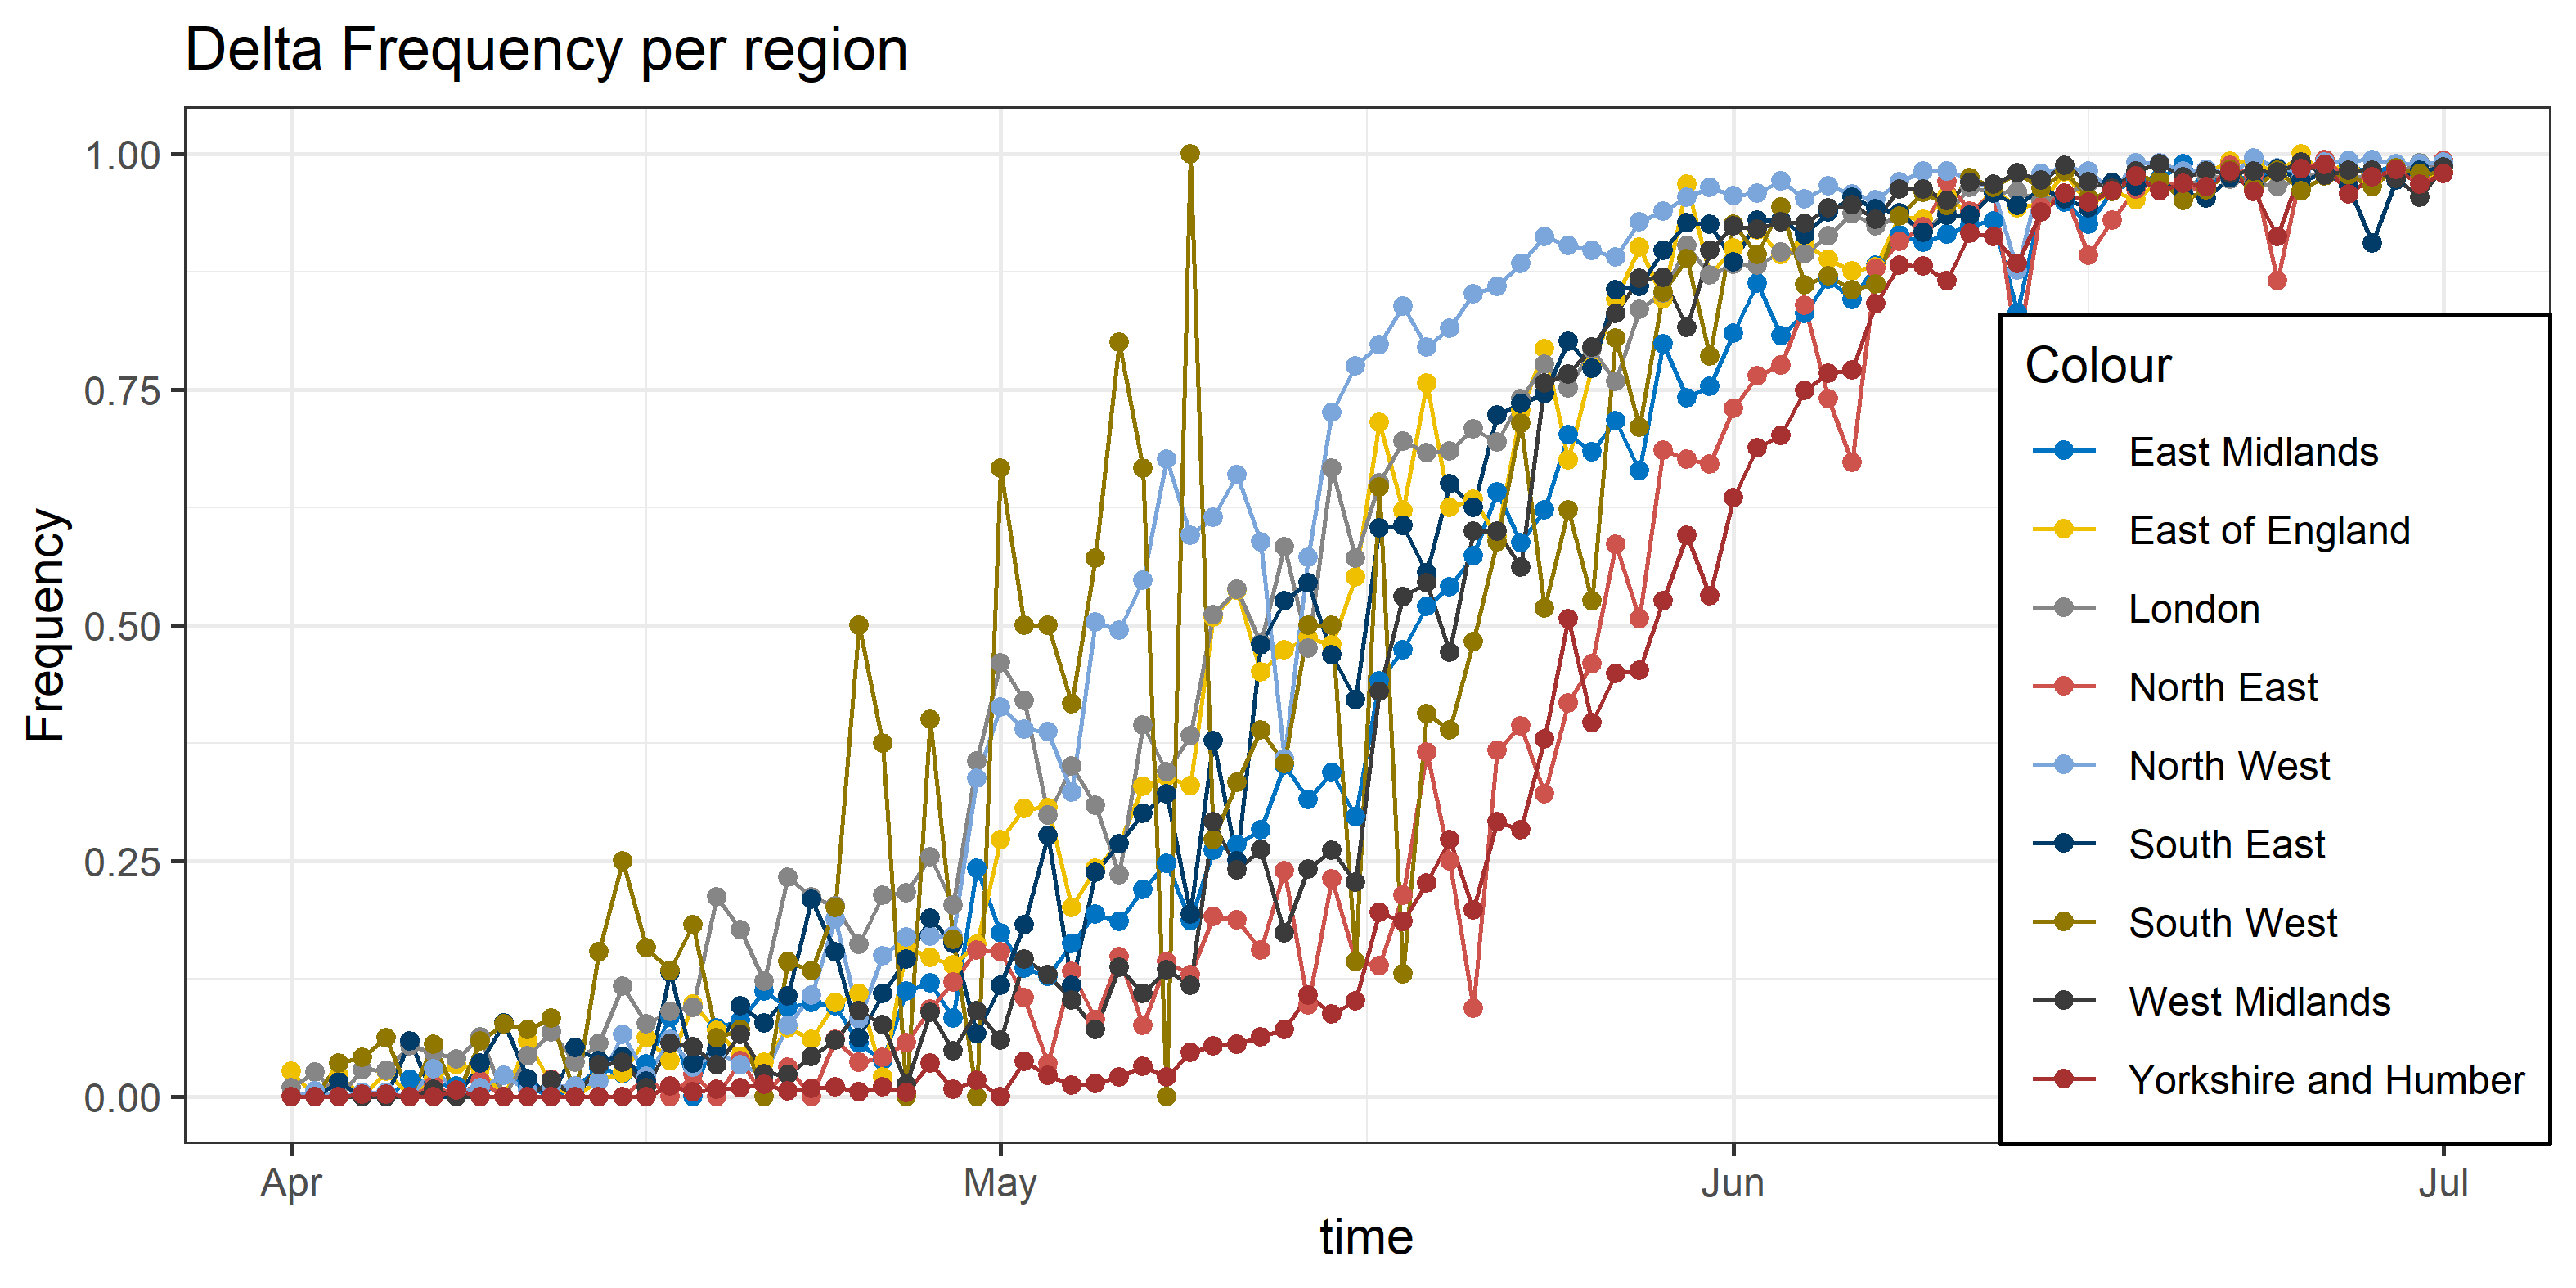 Delta Frequency per region
1.00
0.75
0.50
0.25
0.00
Frequency
Apr
May
Jun
Jul
time
Colour
East Midlands
East of England
London
North East
North West
South East
South West
West Midlands
Yorkshire and Humber